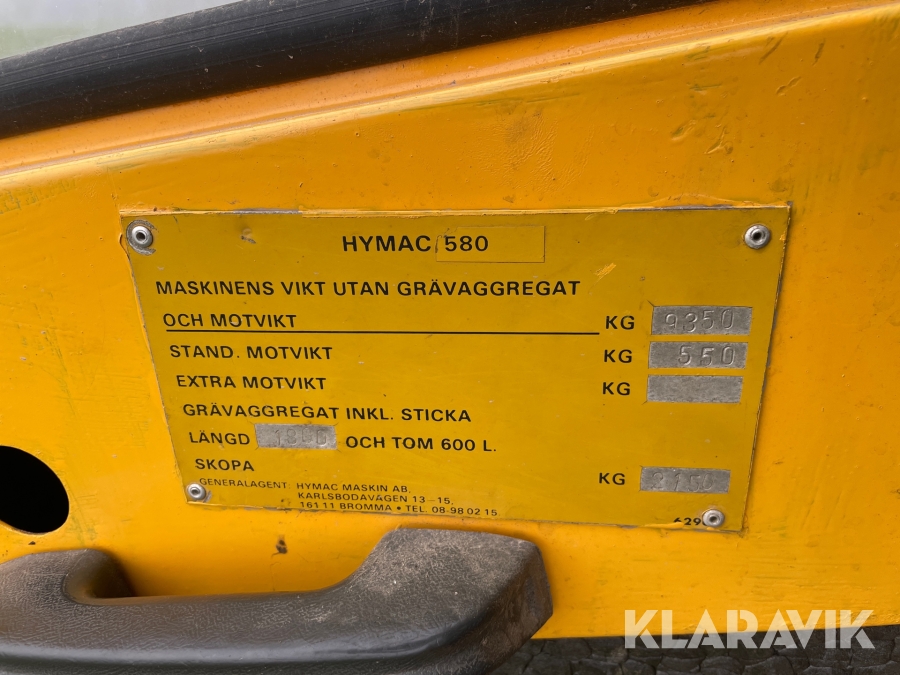 HYMAC 580
MASKINENS VIKT UTAN GRÄVAGGREGAT
OCH MOTVIKT KG 9350
STAND. MOTVIKT KG 550
EXTRA MOTVIKT KG
GRÄVAGGREGAT INKL. STICKA
LÄNGD OCH TOM 600 L.
SKOPA KG 3150
GENERALAGENT: HYMAC MASKIN AB,
KARLSBODAVÄGEN 13-15,
161 11 BROMMA • TEL. 08-98 02 15
629
KLARAVIK